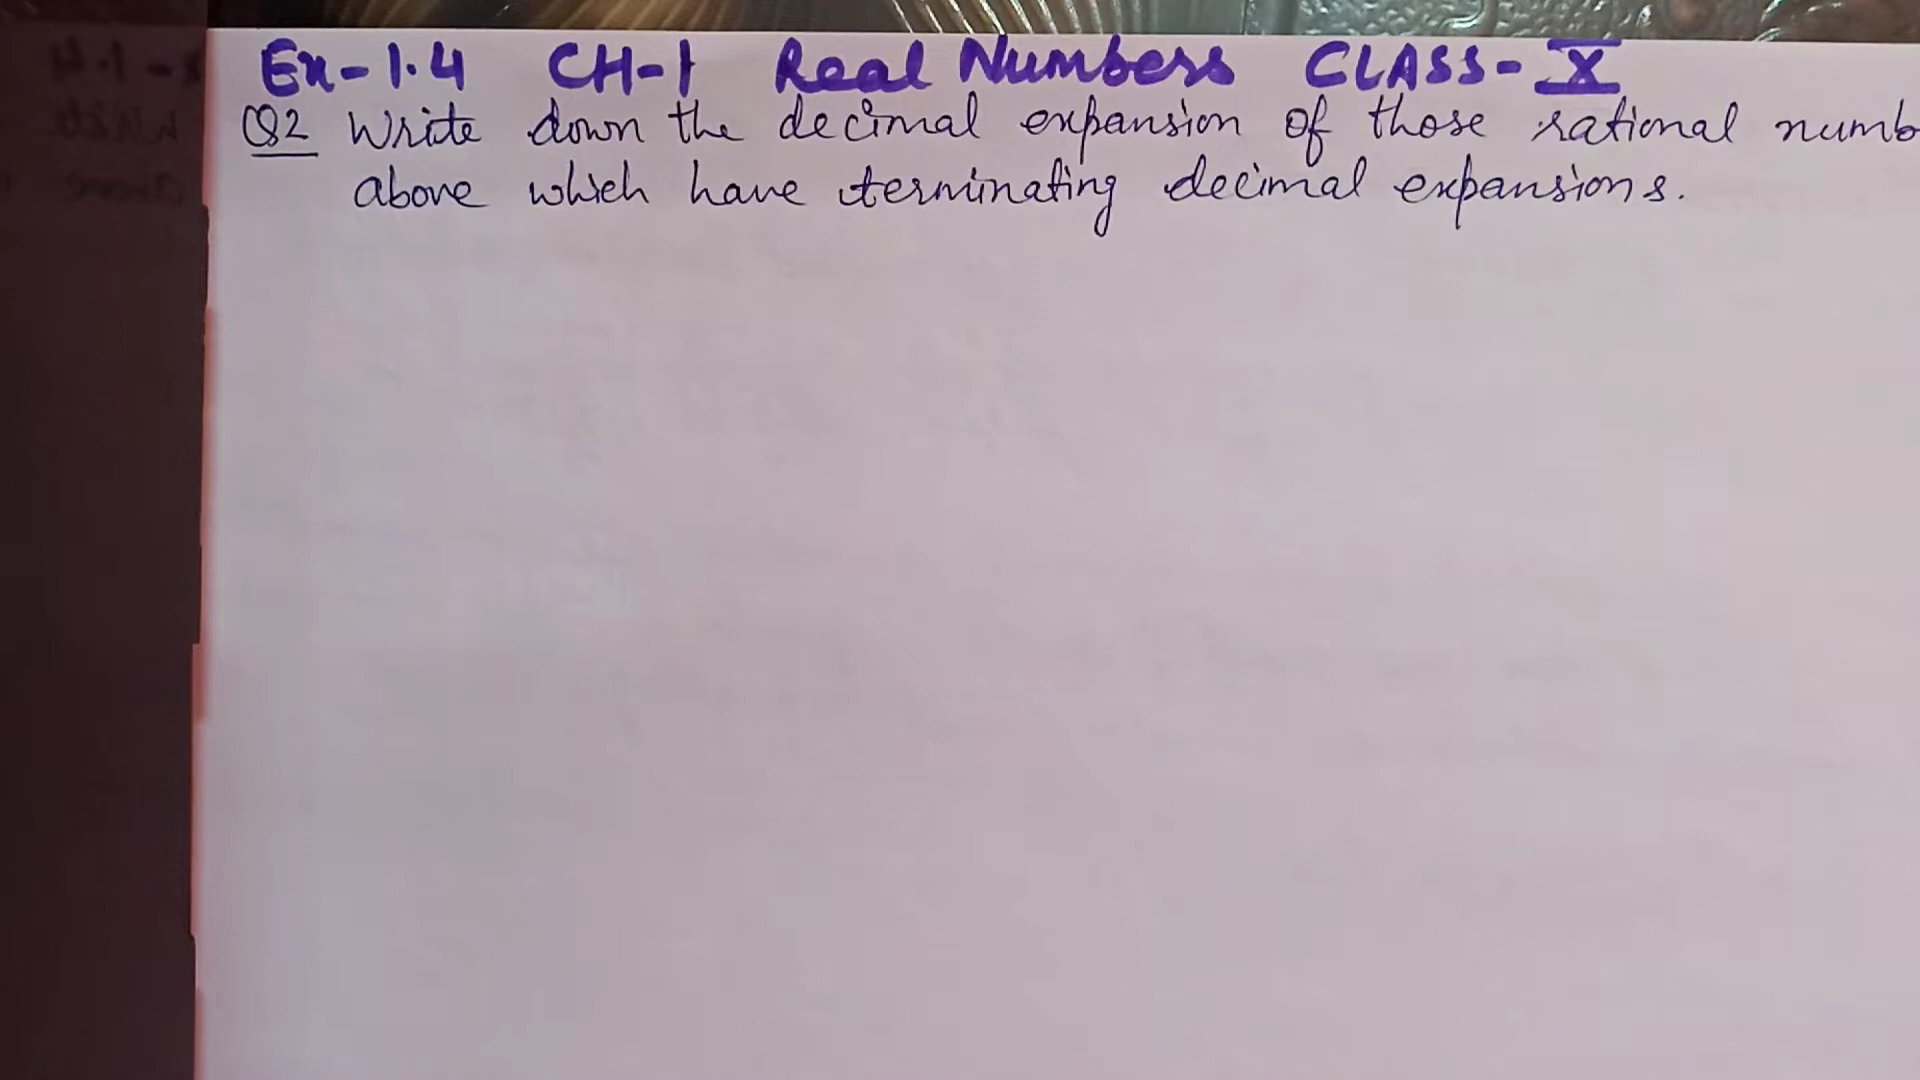 Ex-1.4 CH-1 Real Numbers CLASS-X
Q2 Write down the decimal expansion of those rational numb
above which have terminating decimal expansions.